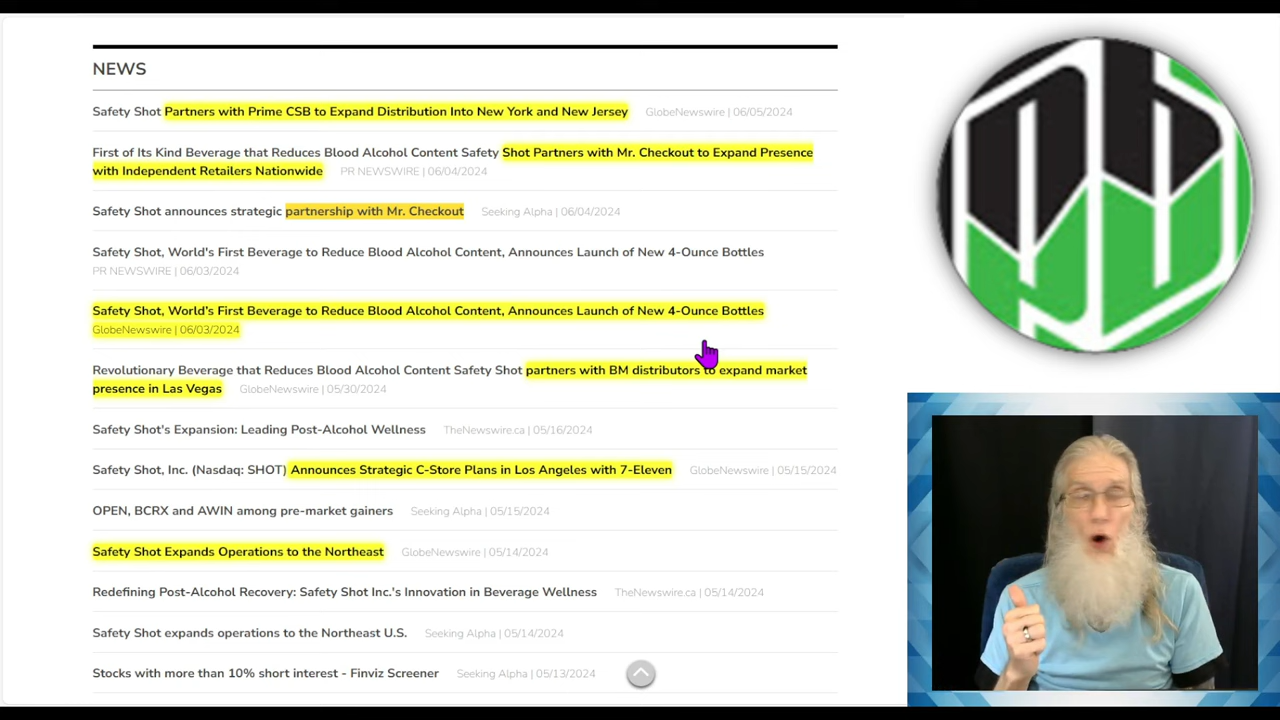 NEWS
Safety Shot Partners with Prime CSB to Expand Distribution Into New York and New Jersey GlobeNewswire | 06/05/2024
First of Its Kind Beverage that Reduces Blood Alcohol Content Safety Shot Partners with Mr. Checkout to Expand Presence
with Independent Retailers Nationwide PR NEWSWIRE | 06/04/2024
Safety Shot announces strategic partnership with Mr. Checkout Seeking Alpha | 06/04/2024
Safety Shot, World's First Beverage to Reduce Blood Alcohol Content, Announces Launch of New 4-Ounce Bottles
PR NEWSWIRE | 06/03/2024
Safety Shot, World's First Beverage to Reduce Blood Alcohol Content, Announces Launch of New 4-Ounce Bottles
GlobeNewswire | 06/03/2024
Revolutionary Beverage that Reduces Blood Alcohol Content Safety Shot partners with BM distributors to expand market
presence in Las Vegas GlobeNewswire | 05/30/2024
Safety Shot's Expansion: Leading Post-Alcohol Wellness TheNewswire.ca | 05/16/2024
Safety Shot, Inc. (Nasdaq: SHOT) Announces Strategic C-Store Plans in Los Angeles with 7-Eleven GlobeNewswire | 05/15/2024
OPEN, BCRX and AWIN among pre-market gainers Seeking Alpha | 05/15/2024
Safety Shot Expands Operations to the Northeast GlobeNewswire | 05/14/2024
Redefining Post-Alcohol Recovery: Safety Shot Inc.'s Innovation in Beverage Wellness TheNewswire.ca | 05/14/2024
Safety Shot expands operations to the Northeast U.S. Seeking Alpha | 05/14/2024
Stocks with more than 10% short interest - Finviz Screener Seeking Alpha | 05/13/2024